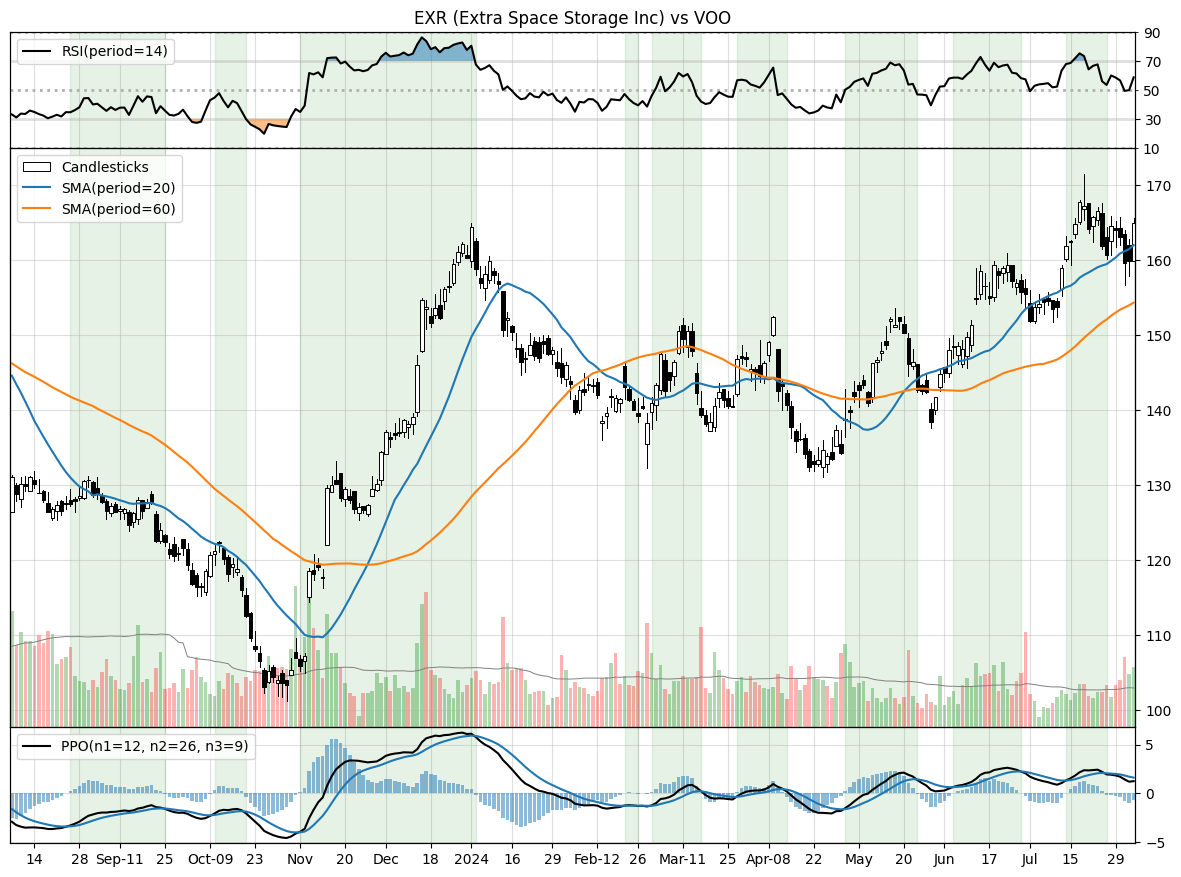 EXR (Extra Space Storage Inc) vs VOO
RSI(period=14)
90
70
50
30
10
Candlesticks
SMA(period=20)
SMA(period=60)
170
160
150
140
130
120
110
100
PPO(n1=12, n2=26, n3=9)
5
0
−5
14 28 Sep-11 25 Oct-09 23 Nov 20 Dec 18 2024 16 29 Feb-12 26 Mar-11 25 Apr-08 22 May 20 Jun 17 Jul 15 29